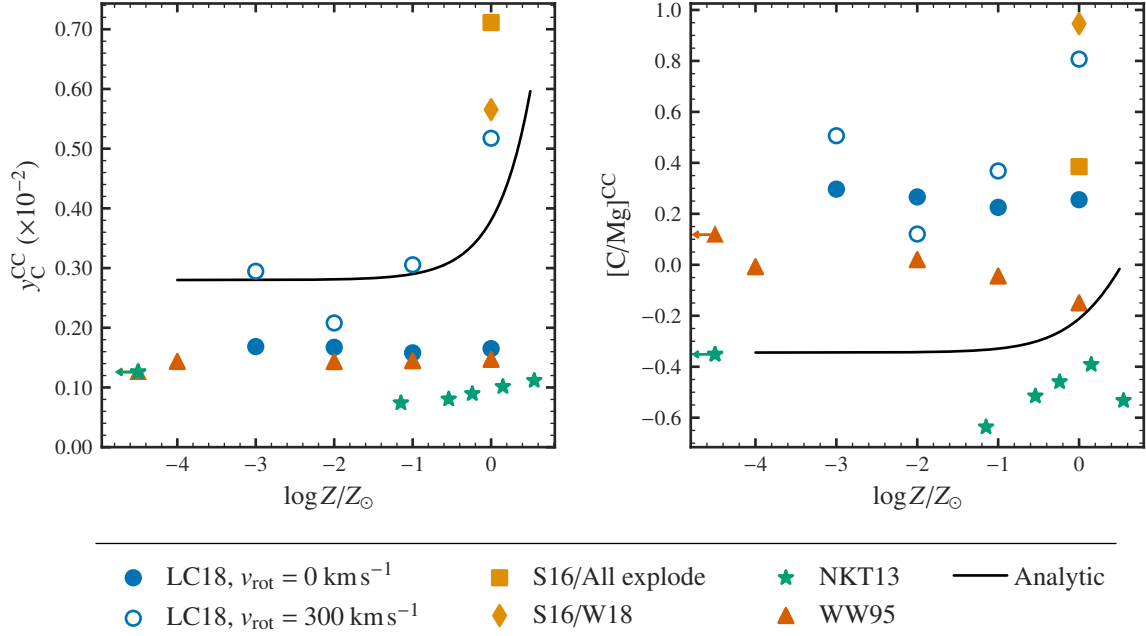 0.70
0.60
0.50
0.40
0.30
0.20
0.10
0.00
y_C^CC (×10⁻²)
−4 −3 −2 −1 0
log Z/Z⊙
1.0
0.8
0.6
0.4
0.2
0.0
−0.2
−0.4
−0.6
[C/Mg]^CC
−4 −3 −2 −1 0
log Z/Z⊙
LC18, v_rot = 0 km s⁻¹
S16/All explode
NKT13
Analytic
LC18, v_rot = 300 km s⁻¹
S16/W18
WW95